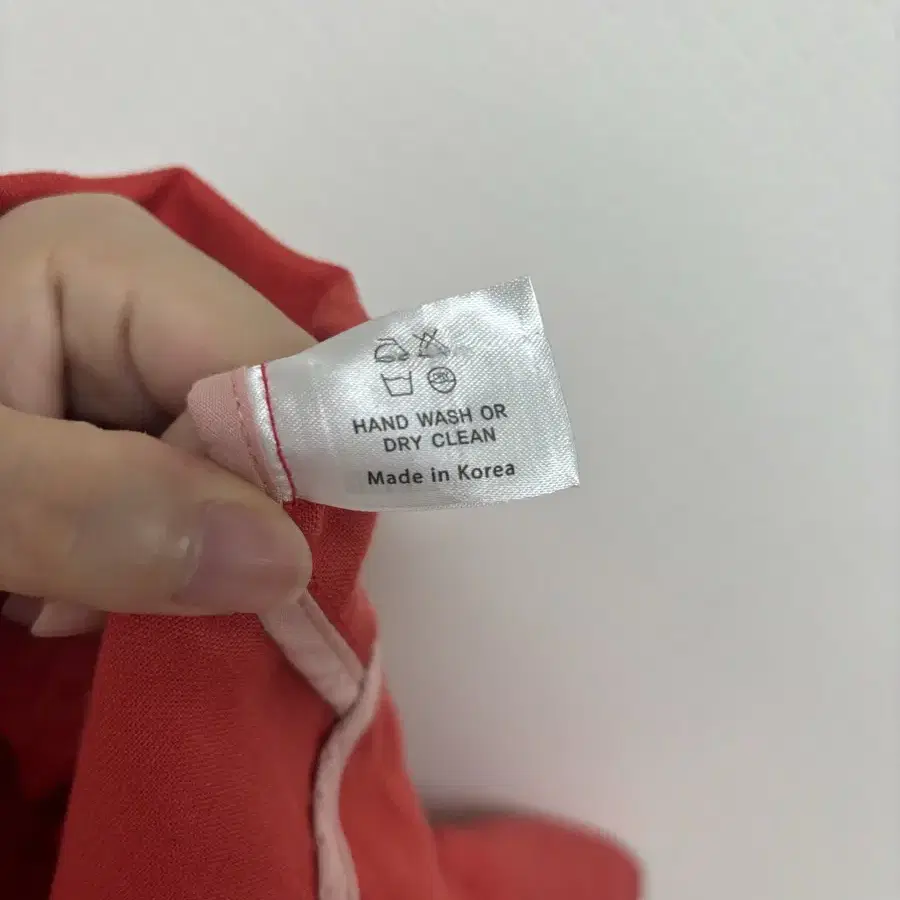 HAND WASH OR
DRY CLEAN
Made in Korea